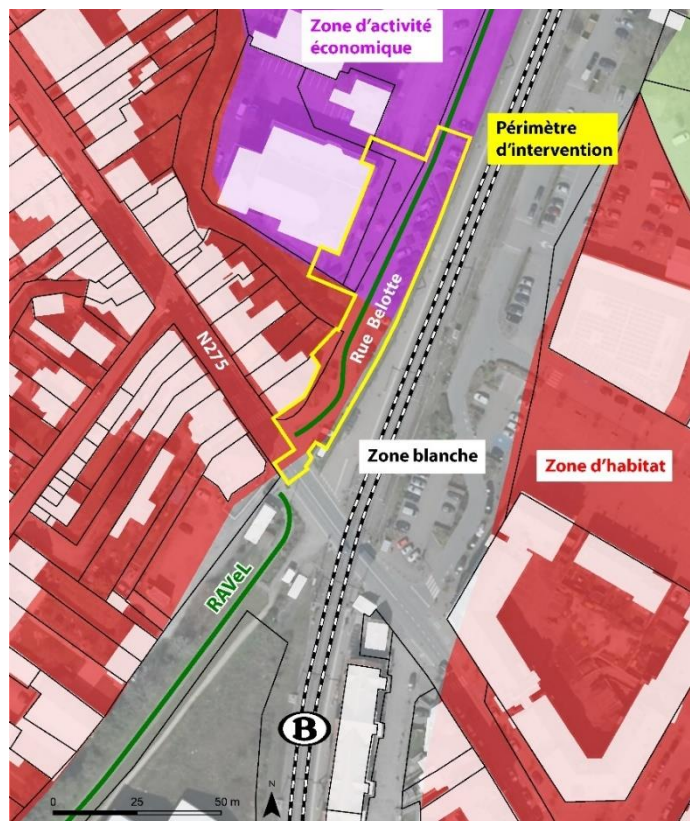 Zone d'activité
économique
Périmètre
d'intervention
Rue Belotte
N275
Zone blanche
Zone d'habitat
RAVeL
B
N
0 25 50 m